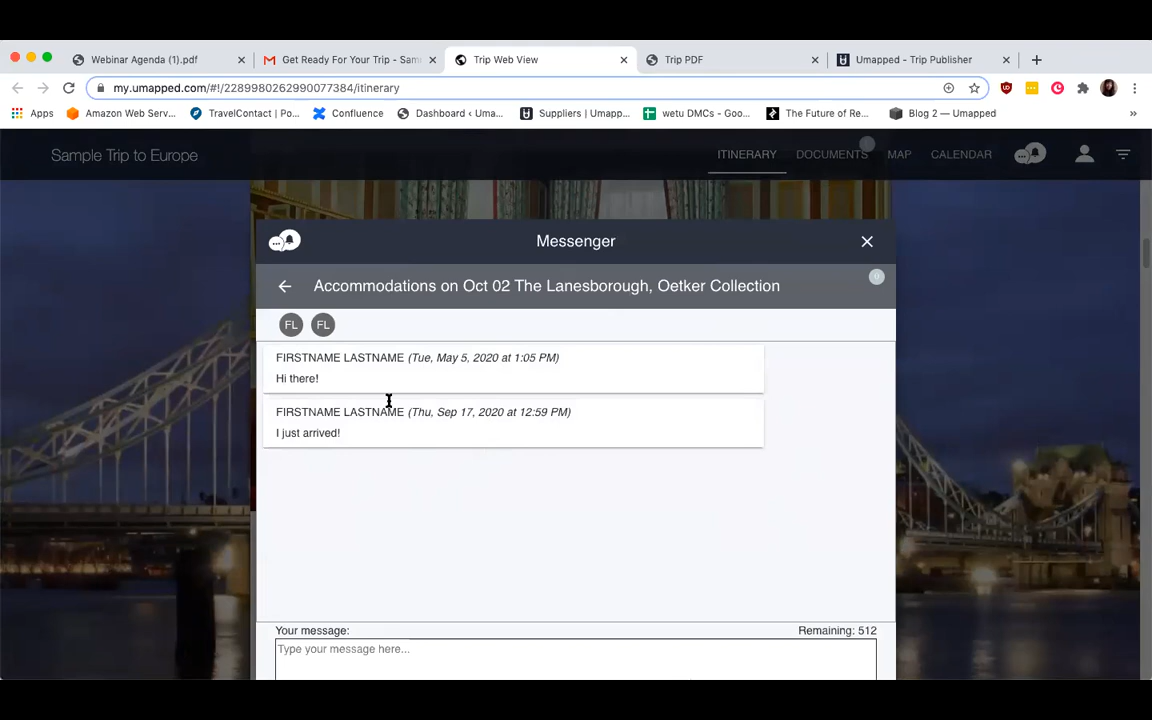 Webinar Agenda (1).pdf
Get Ready For Your Trip - Sam
Trip Web View
Trip PDF
Umapped - Trip Publisher
my.umapped.com/#!/2289980262990077384/itinerary
Apps
Amazon Web Serv...
TravelContact | Po...
Confluence
Dashboard ‹ Uma...
Suppliers | Umapp...
wetu DMCs - Goo...
The Future of Re...
Blog 2 — Umapped
»
Sample Trip to Europe
ITINERARY
DOCUMENTS
MAP
CALENDAR
Messenger
Accommodations on Oct 02 The Lanesborough, Oetker Collection
FL FL
FIRSTNAME LASTNAME (Tue, May 5, 2020 at 1:05 PM)
Hi there!
FIRSTNAME LASTNAME (Thu, Sep 17, 2020 at 12:59 PM)
I just arrived!
Your message:
Remaining: 512
Type your message here...